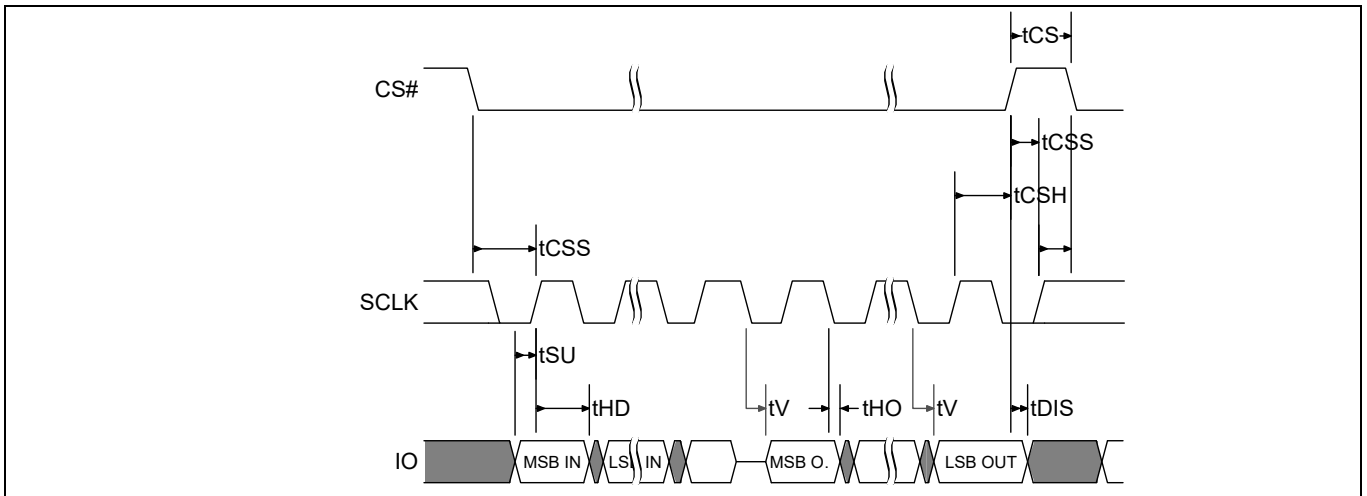 tCS
CS#
tCSS
tCSH
tCSS
SCLK
tSU
tHD
tV
tHO
tV
tDIS
IO
MSB IN
LSB IN
MSB O.
LSB OUT